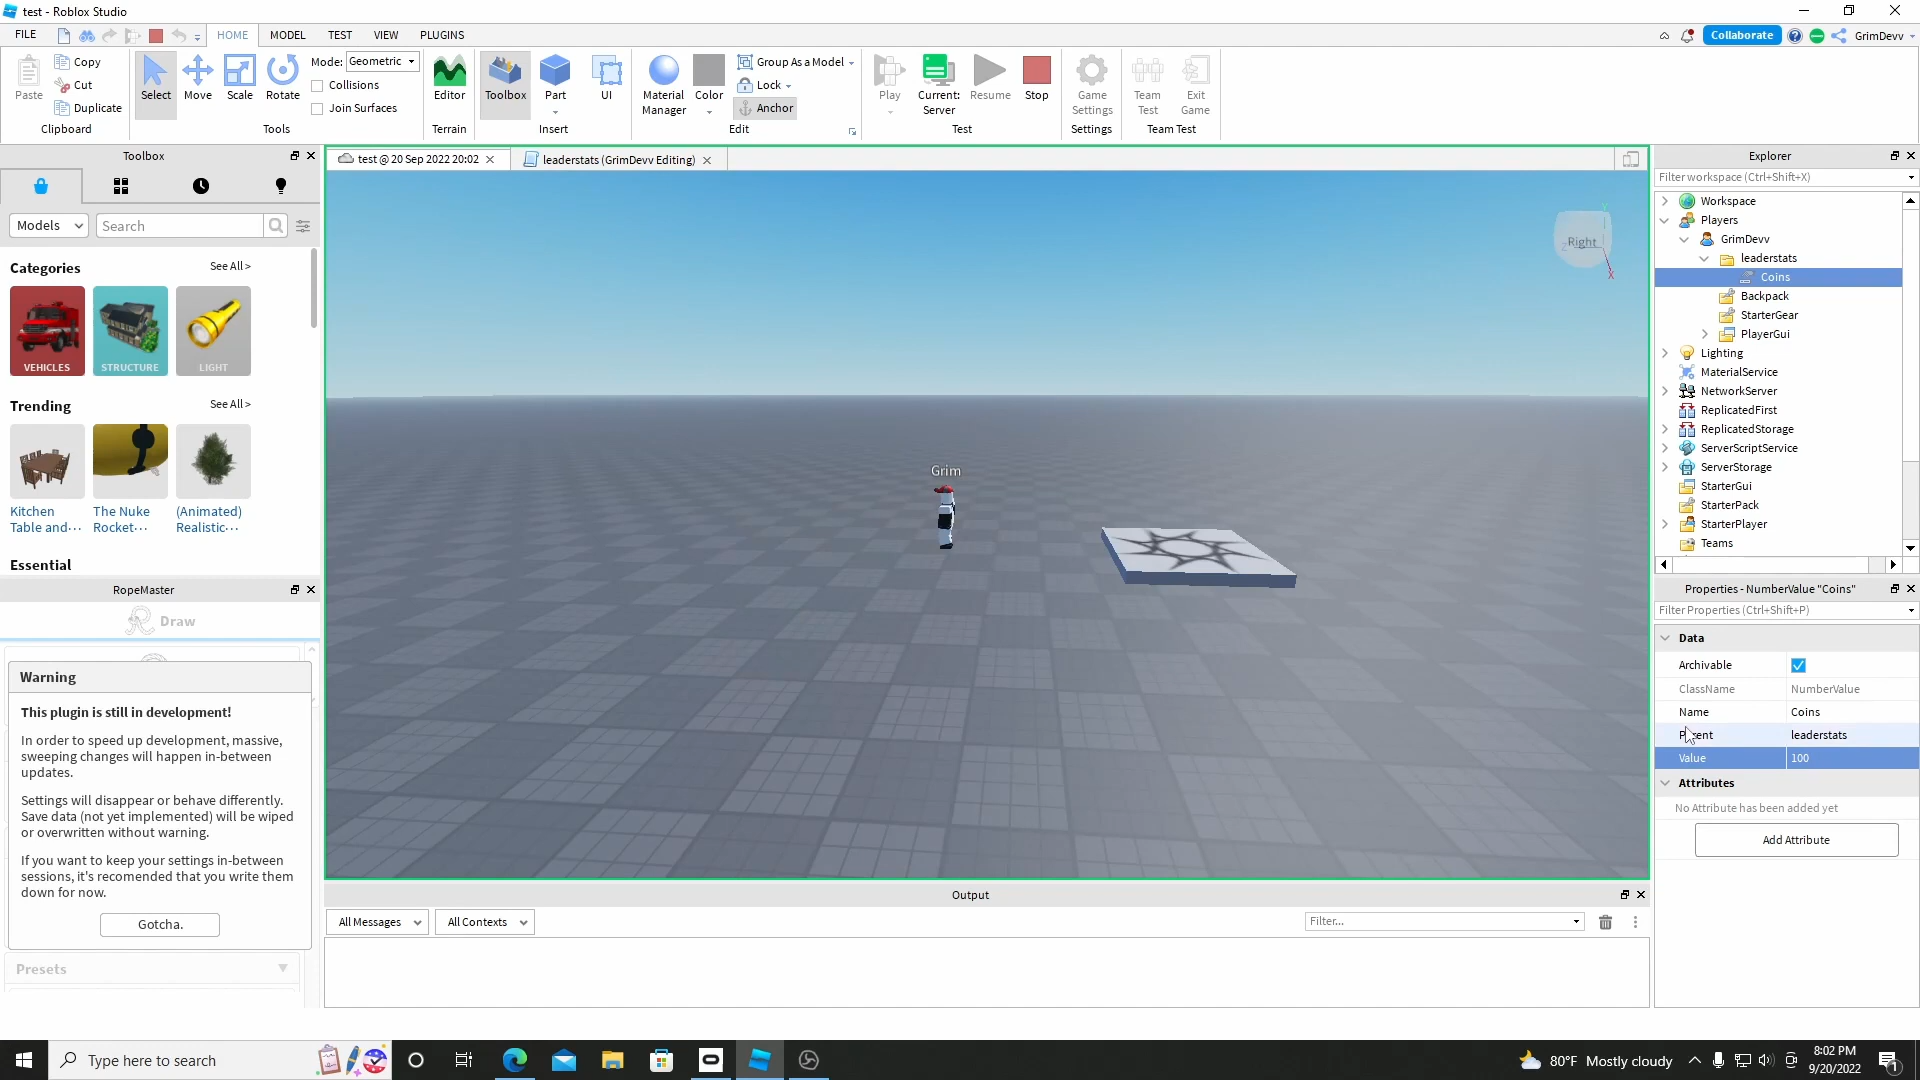 test - Roblox Studio
FILE
HOME
MODEL
TEST
VIEW
PLUGINS
Collaborate
GrimDevv
Paste
Copy
Cut
Duplicate
Clipboard
Select
Move
Scale
Rotate
Mode: Geometric
Collisions
Join Surfaces
Tools
Editor
Terrain
Toolbox
Part
UI
Insert
Material
Manager
Color
Group As a Model
Lock
Anchor
Edit
Play
Current:
Server
Resume
Stop
Test
Game
Settings
Settings
Team
Test
Exit
Game
Team Test
Toolbox
Models
Search
Categories
See All >
VEHICLES
STRUCTURE
LIGHT
Trending
See All >
Kitchen
Table and···
The Nuke
Rocket···
(Animated)
Realistic···
Essential
RopeMaster
Draw
Warning
This plugin is still in development!
In order to speed up development, massive,
sweeping changes will happen in-between
updates.
Settings will disappear or behave differently.
Save data (not yet implemented) will be wiped
or overwritten without warning.
If you want to keep your settings in-between
sessions, it's recomended that you write them
down for now.
Gotcha.
Presets
test @ 20 Sep 2022 20:02
leaderstats (GrimDevv Editing)
Y
Right
Z
X
Grim
Output
All Messages
All Contexts
Filter...
Explorer
Filter workspace (Ctrl+Shift+X)
Workspace
Players
GrimDevv
leaderstats
Coins
Backpack
StarterGear
PlayerGui
Lighting
MaterialService
NetworkServer
ReplicatedFirst
ReplicatedStorage
ServerScriptService
ServerStorage
StarterGui
StarterPack
StarterPlayer
Teams
Properties - NumberValue "Coins"
Filter Properties (Ctrl+Shift+P)
Data
Archivable
ClassName NumberValue
Name Coins
Parent leaderstats
Value 100
Attributes
No Attribute has been added yet
Add Attribute
Type here to search
80°F Mostly cloudy
8:02 PM
9/20/2022
1